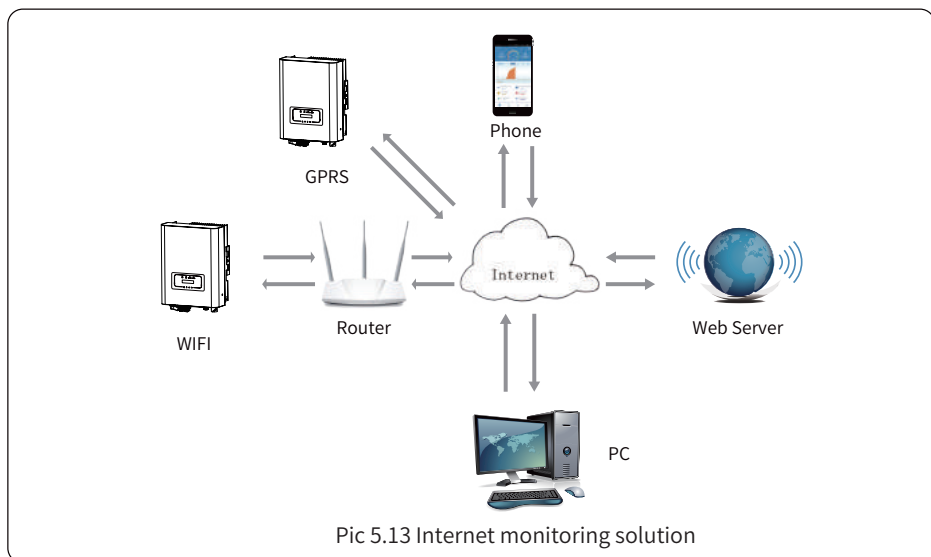 Phone
GPRS
Internet
WIFI
Router
Web Server
PC
Pic 5.13 Internet monitoring solution